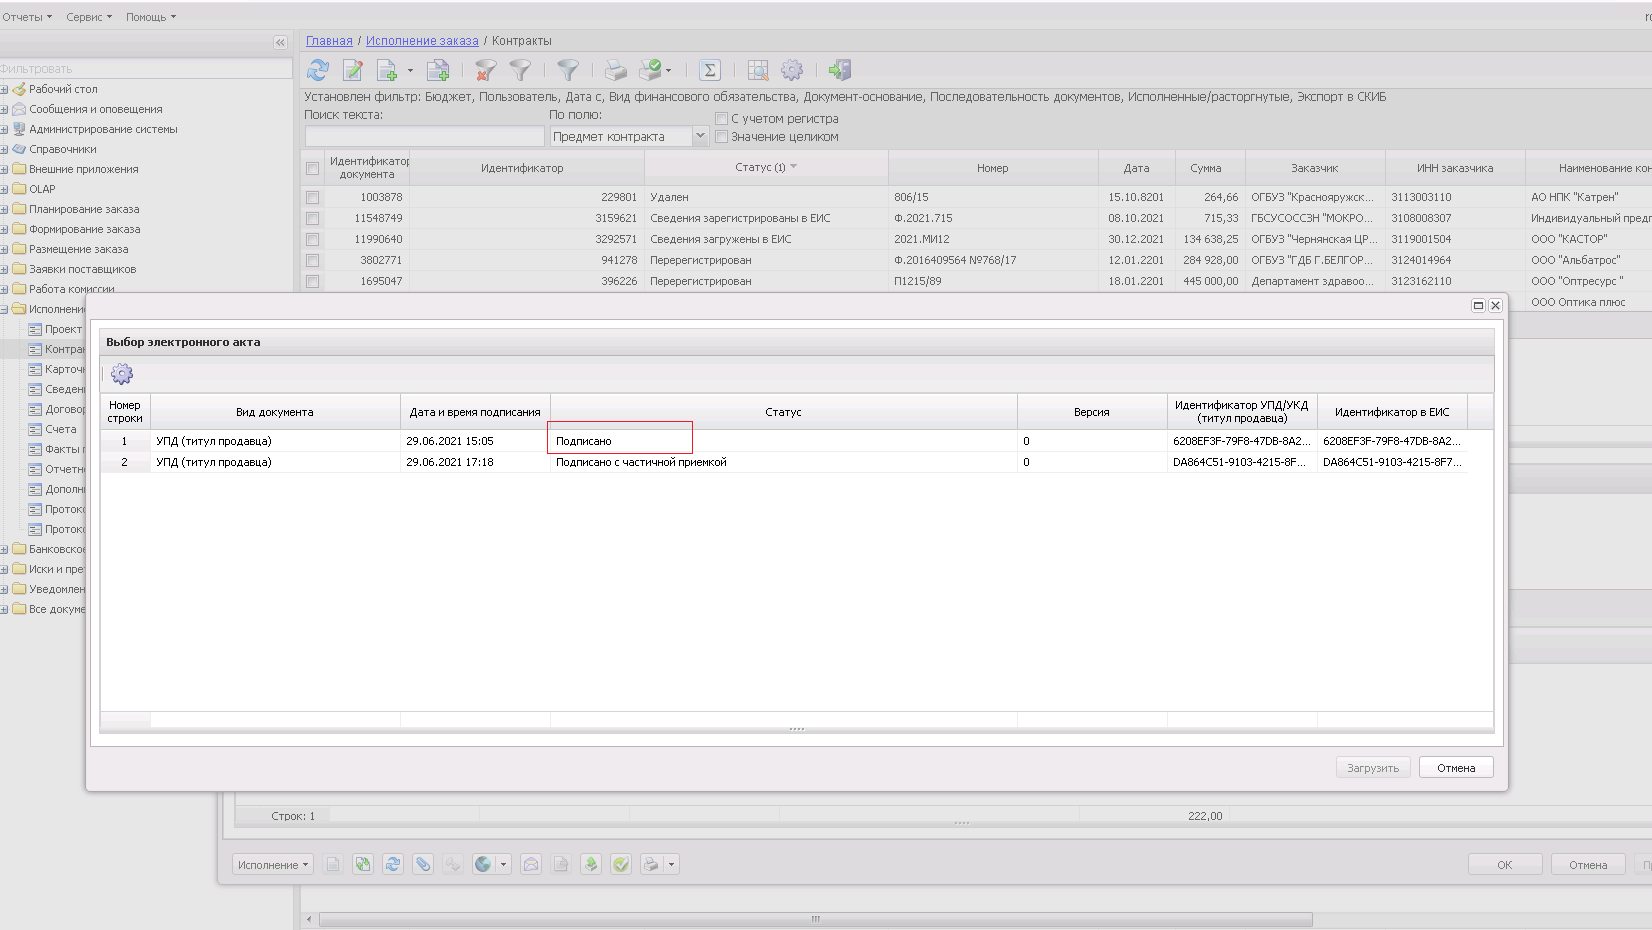 Отчеты Сервис Помощь
Главная / Исполнение заказа / Контракты
Фильтровать
Рабочий стол
Сообщения и оповещения
Администрирование системы
Справочники
Внешние приложения
OLAP
Планирование заказа
Формирование заказа
Размещение заказа
Заявки поставщиков
Работа комиссии
Исполнение
Проект
Контра
Карточ
Сведен
Договор
Счета
Факты
Отчетн
Дополн
Проток
Проток
Банковское
Иски и пре
Уведомлен
Все докуме
Установлен фильтр: Бюджет, Пользователь, Дата с, Вид финансового обязательства, Документ-основание, Последовательность документов, Исполненные/расторгнутые, Экспорт в СКИБ
Поиск текста: По полю: С учетом регистра
Предмет контракта Значение целиком
Идентификатор документа Идентификатор Статус (1) Номер Дата Сумма Заказчик ИНН заказчика Наименование кон
1003878 229801 Удален 806/15 15.10.8201 264,66 ОГБУЗ "Краснояружск... 3113003110 АО НПК "Катрен"
11548749 3159621 Сведения зарегистрированы в ЕИС Ф.2021.715 08.10.2021 715,33 ГБСУСОССЗН "МОКРО... 3108008307 Индивидуальный предп
11990640 3292571 Сведения загружены в ЕИС 2021.МИ12 30.12.2021 134 638,25 ОГБУЗ "Чернянская ЦР... 3119001504 ООО "КАСТОР"
3802771 941278 Перерегистрирован Ф.2016409564 №9768/17 12.01.2201 284 928,00 ОГБУЗ "ГДБ Г.БЕЛГОР... 3124014964 ООО "Альбатрос"
1695047 396226 Перерегистрирован П1215/89 18.01.2201 445 000,00 Департамент здравоо... 3123162110 ООО "Оптресурс "
ООО Оптика плюс
Выбор электронного акта
Номер строки Вид документа Дата и время подписания Статус Версия Идентификатор УПД/УКД (титул продавца) Идентификатор в ЕИС
1 УПД (титул продавца) 29.06.2021 15:05 Подписано 0 6208EF3F-79F8-47DB-8A2... 6208EF3F-79F8-47DB-8A2...
2 УПД (титул продавца) 29.06.2021 17:18 Подписано с частичной приемкой 0 DA864C51-9103-4215-8F... DA864C51-9103-4215-8F7...
Загрузить Отмена
Строк: 1 222,00
Исполнение ОК Отмена